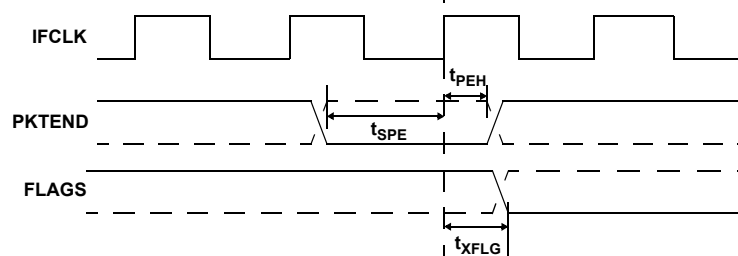 IFCLK
tPEH
PKTEND
tSPE
FLAGS
tXFLG